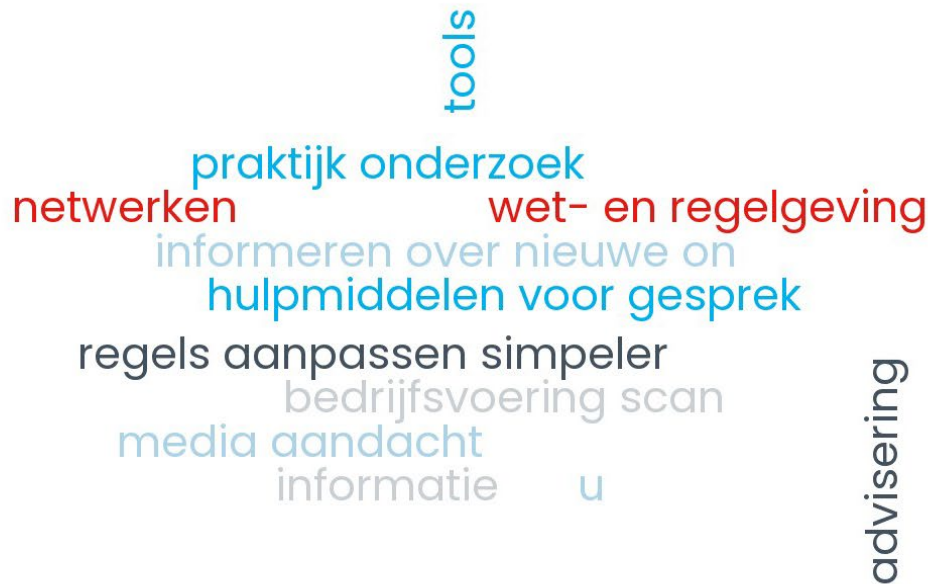 tools
praktijk onderzoek
netwerken
wet- en regelgeving
informeren over nieuwe on
hulpmiddelen voor gesprek
regels aanpassen simpeler
bedrijfsvoering scan
media aandacht
informatie
u
advisering